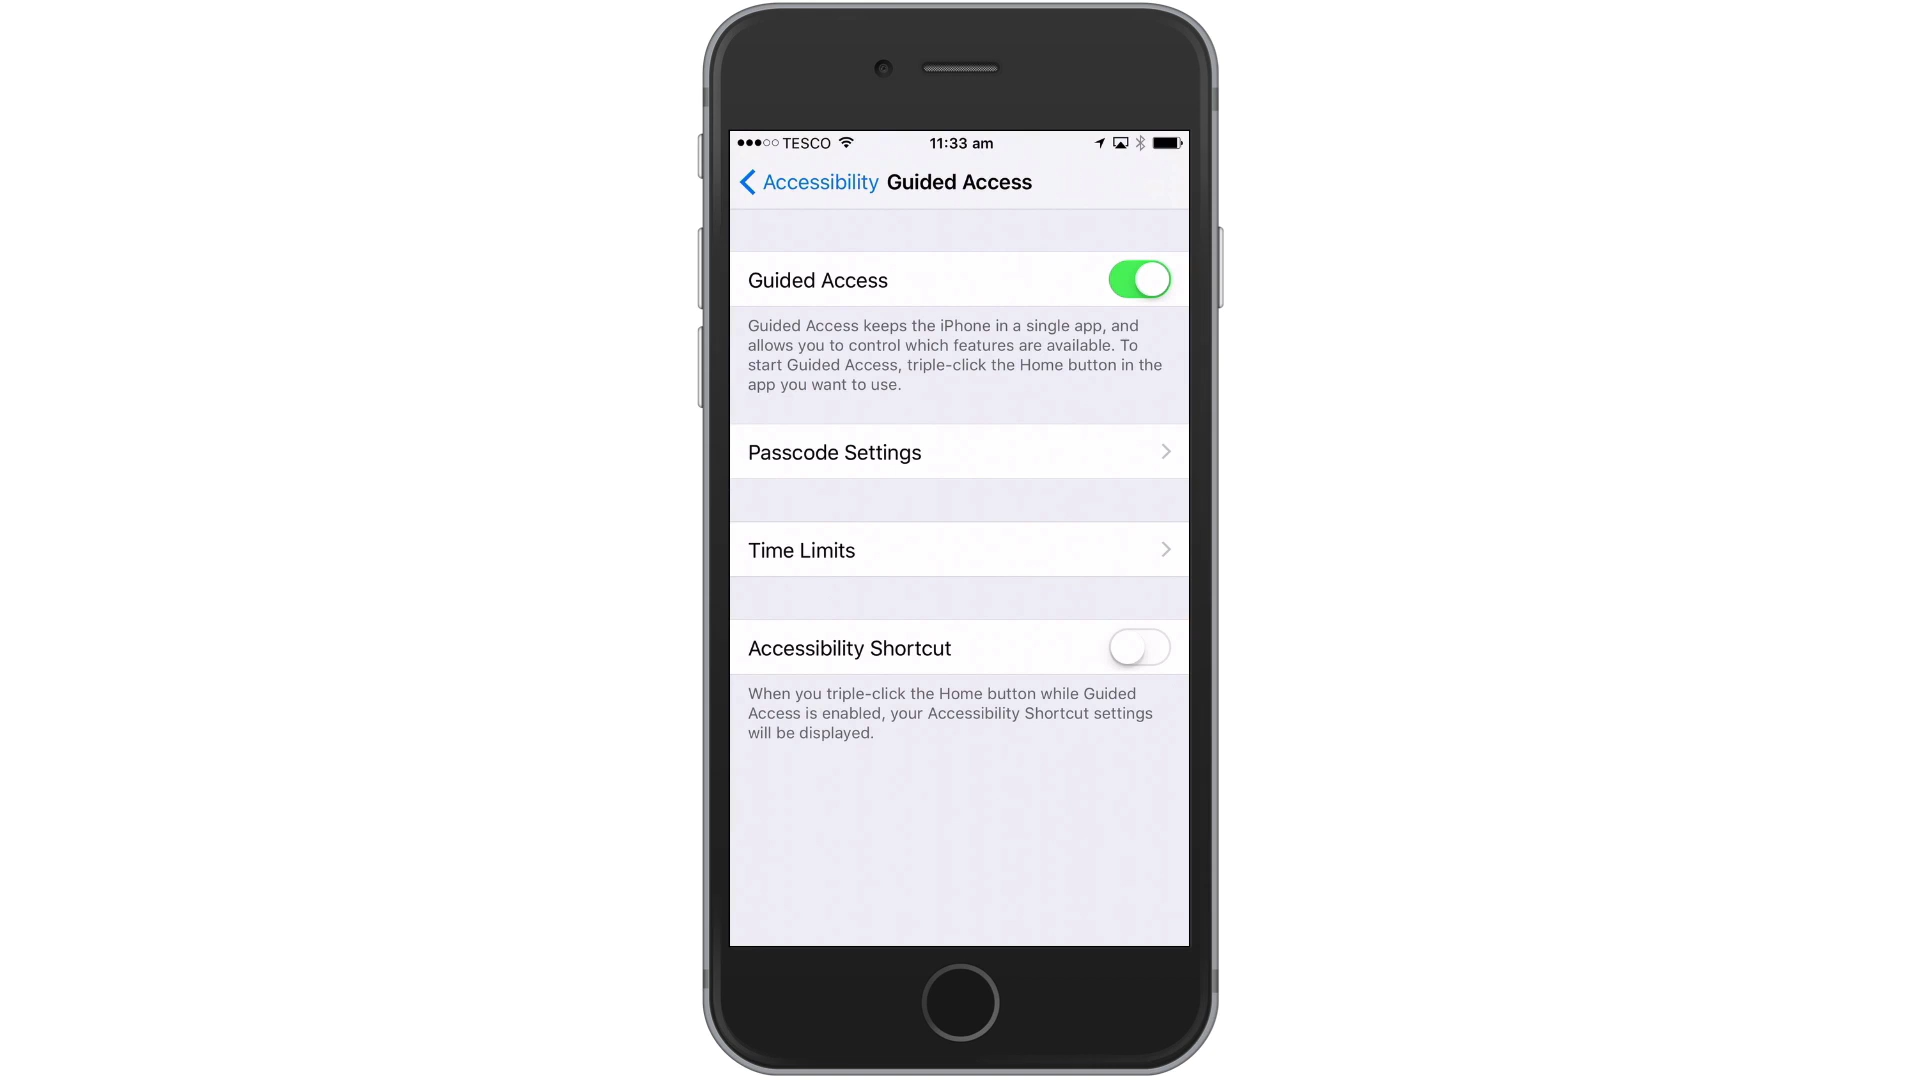 TESCO 11:33 am
Accessibility Guided Access
Guided Access
Guided Access keeps the iPhone in a single app, and
allows you to control which features are available. To
start Guided Access, triple-click the Home button in the
app you want to use.
Passcode Settings
Time Limits
Accessibility Shortcut
When you triple-click the Home button while Guided
Access is enabled, your Accessibility Shortcut settings
will be displayed.